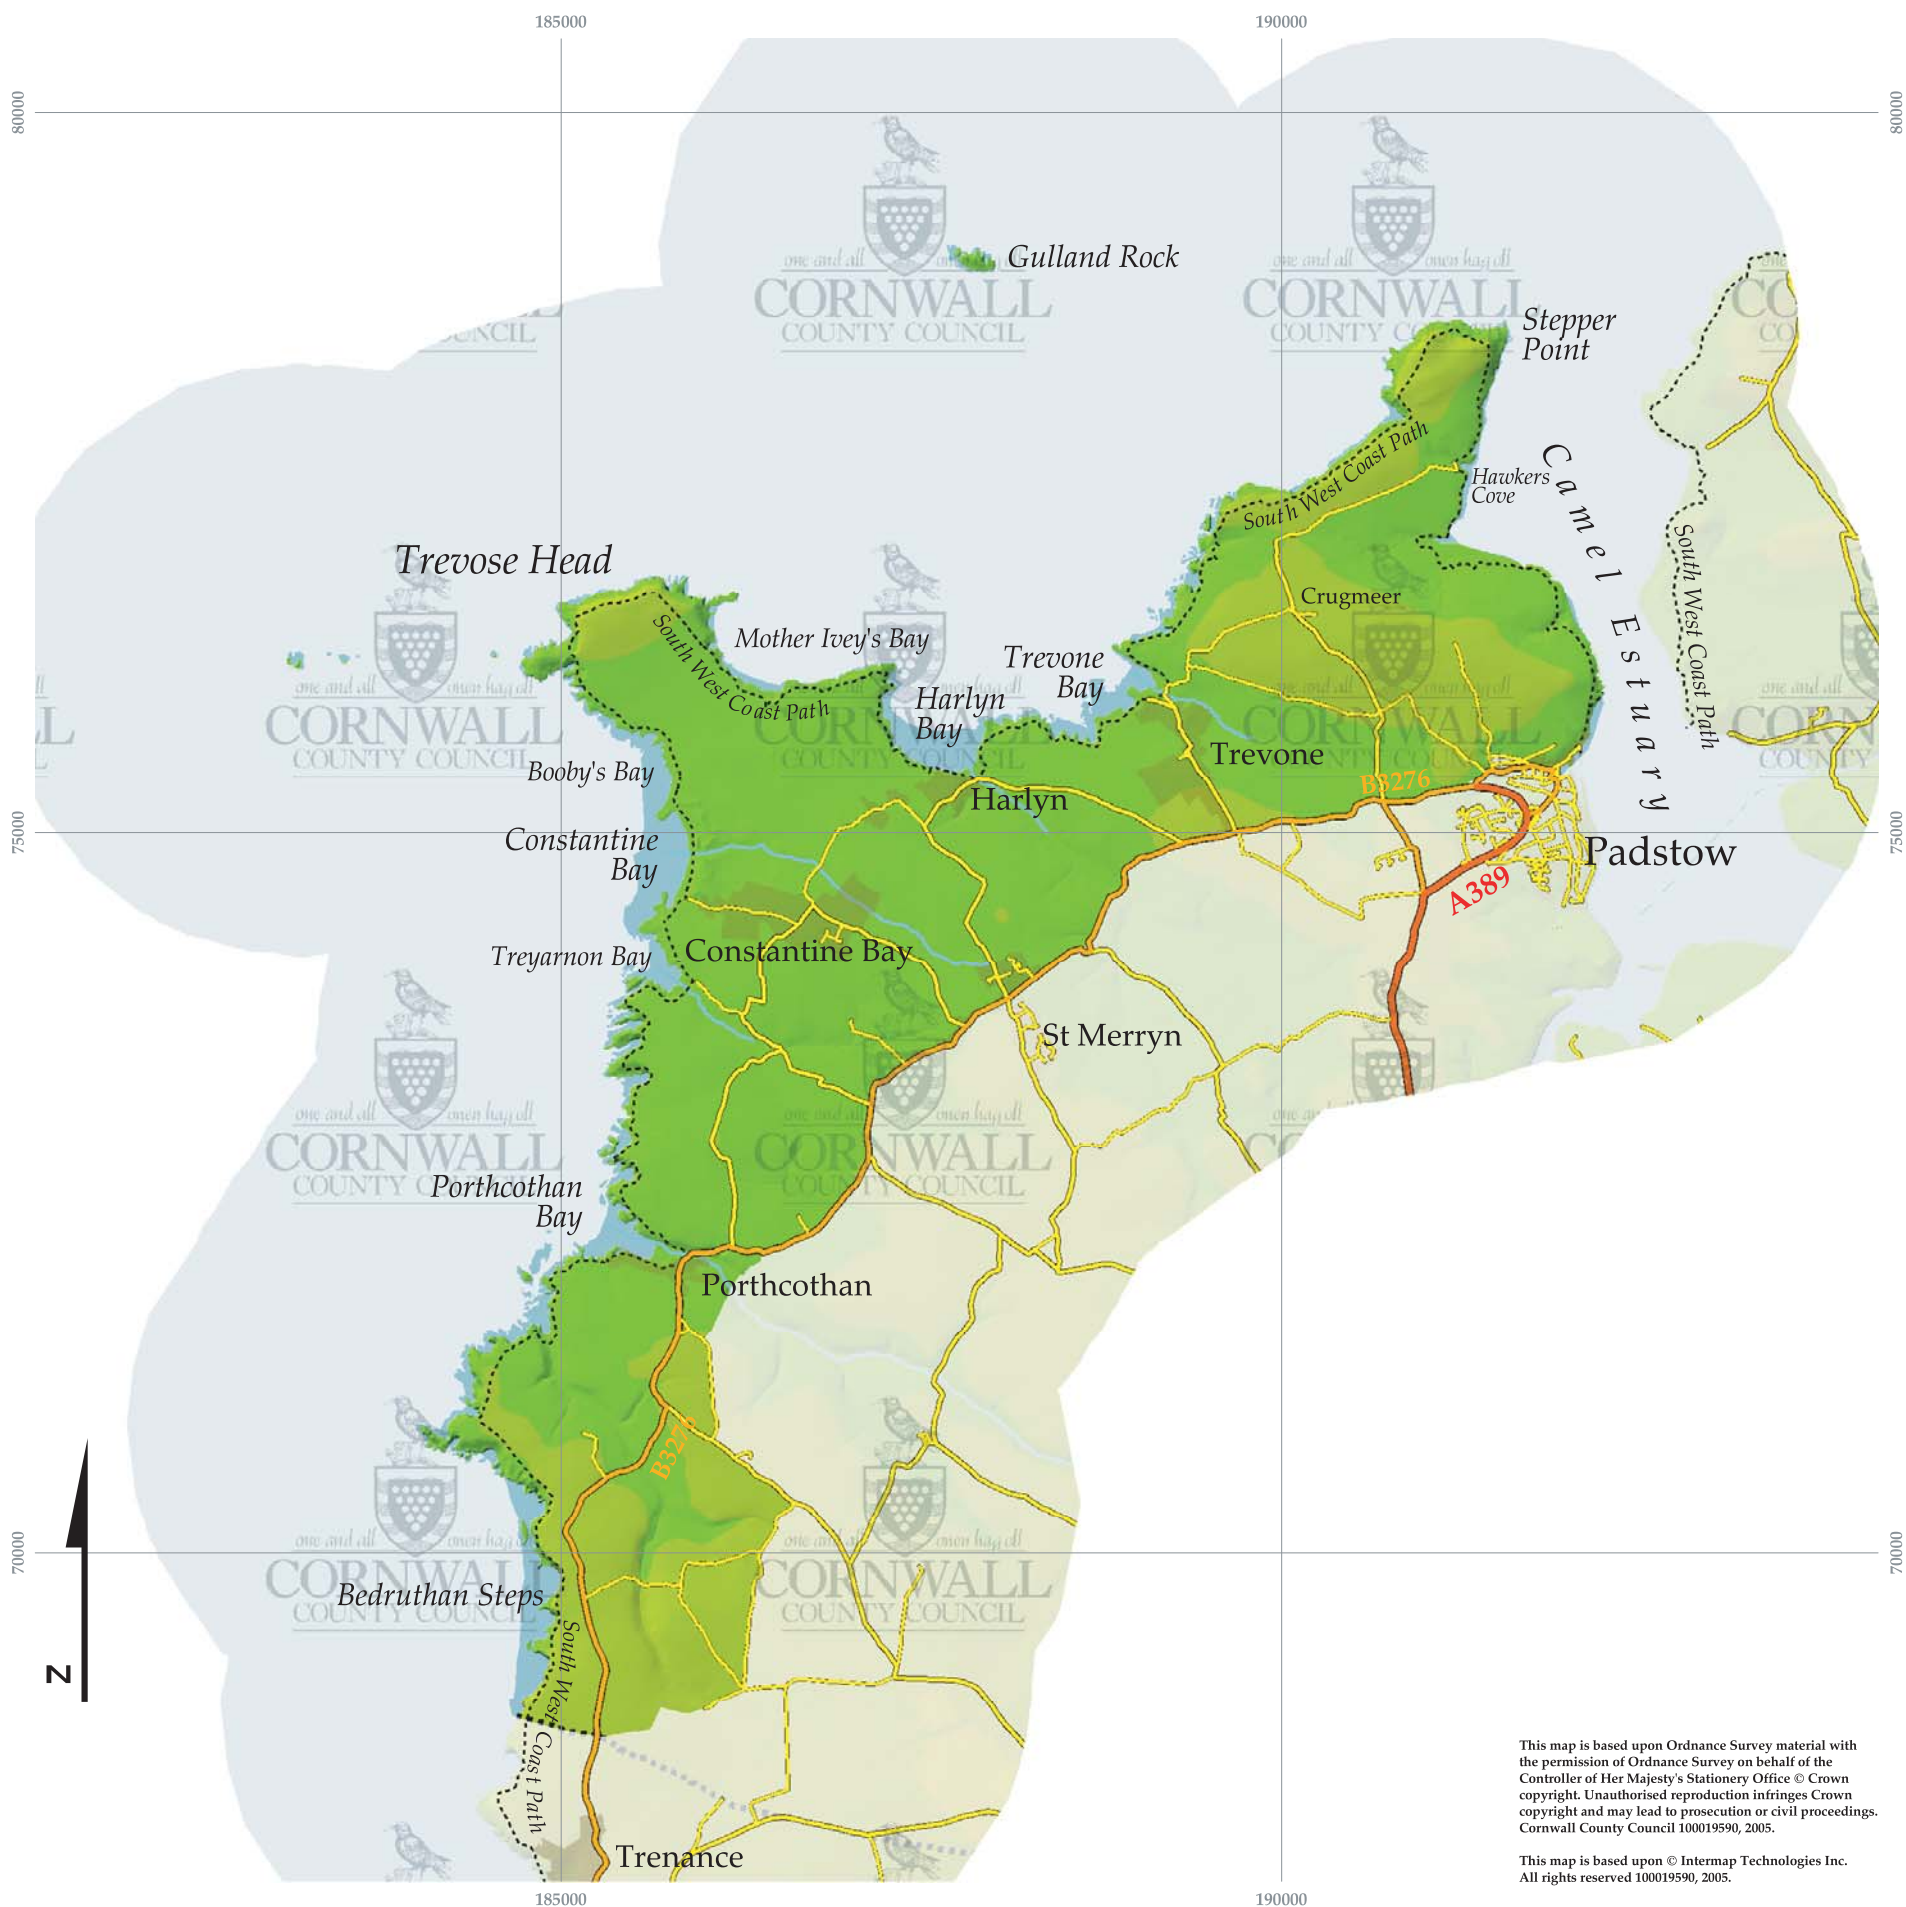 185000
190000
80000
80000
Gulland Rock
Stepper
Point
South West Coast Path
Hawkers
Cove
Camel Estuary
South West Coast Path
Trevose Head
Crugmeer
South West Coast Path
Mother Ivey's Bay
Trevone
Bay
Harlyn
Bay
Trevone
Booby's Bay
B3276
Harlyn
75000
75000
Constantine
Bay
Padstow
A389
Constantine Bay
Treyarnon Bay
St Merryn
Porthcothan
Bay
Porthcothan
B3276
70000
70000
Bedruthan Steps
South West Coast Path
N
Trenance
one and all onen hag oll
CORNWALL
COUNTY COUNCIL
This map is based upon Ordnance Survey material with
the permission of Ordnance Survey on behalf of the
Controller of Her Majesty's Stationery Office © Crown
copyright. Unauthorised reproduction infringes Crown
copyright and may lead to prosecution or civil proceedings.
Cornwall County Council 100019590, 2005.
This map is based upon © Intermap Technologies Inc.
All rights reserved 100019590, 2005.
185000
190000